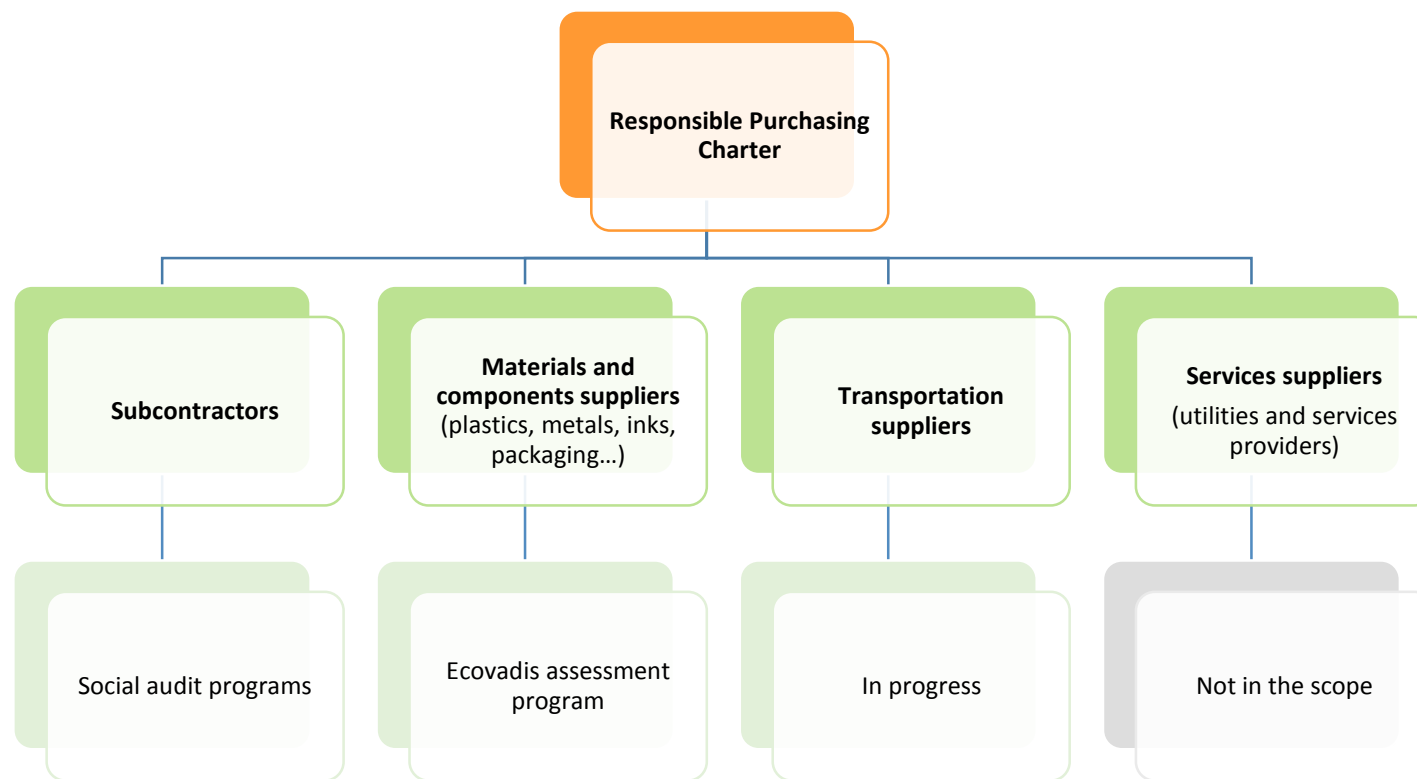 Responsible Purchasing
Charter
Subcontractors
Materials and
components suppliers
(plastics, metals, inks,
packaging…)
Transportation
suppliers
Services suppliers
(utilities and services
providers)
Social audit programs
Ecovadis assessment
program
In progress
Not in the scope